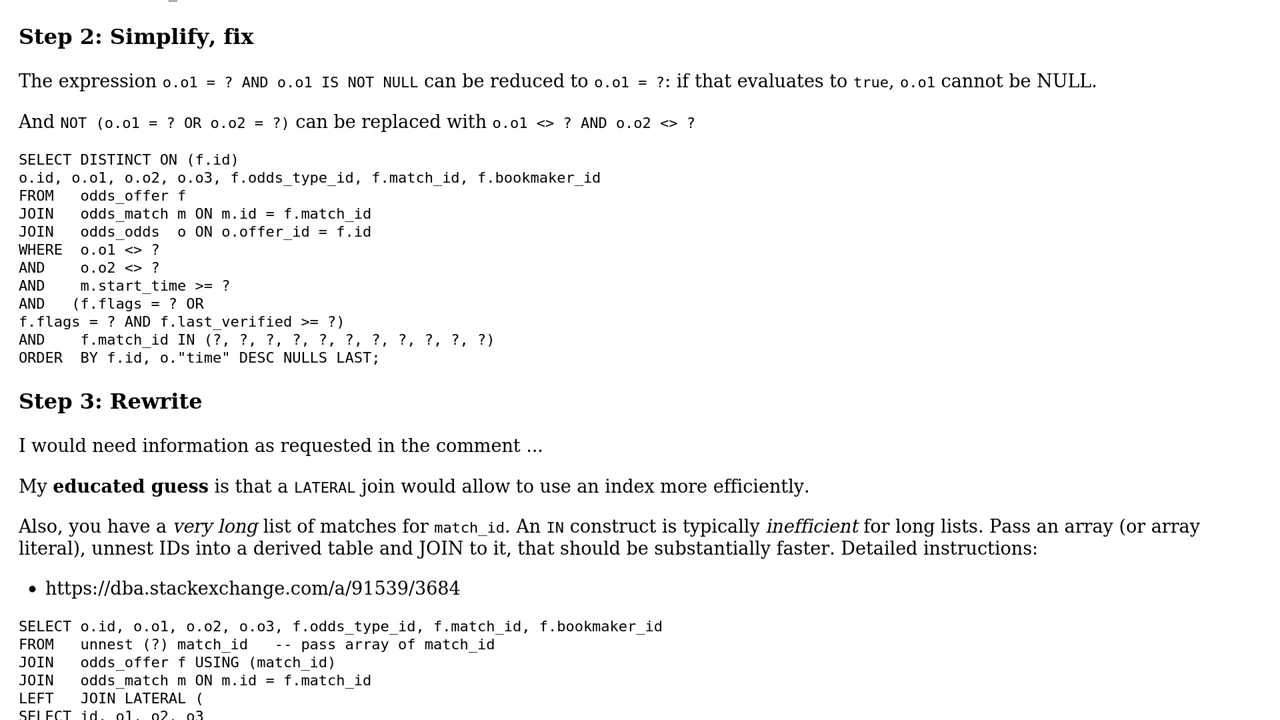 Step 2: Simplify, fix
The expression o.o1 = ? AND o.o1 IS NOT NULL can be reduced to o.o1 = ?: if that evaluates to true, o.o1 cannot be NULL.
And NOT (o.o1 = ? OR o.o2 = ?) can be replaced with o.o1 <> ? AND o.o2 <> ?
SELECT DISTINCT ON (f.id)
o.id, o.o1, o.o2, o.o3, f.odds_type_id, f.match_id, f.bookmaker_id
FROM   odds_offer f
JOIN   odds_match m ON m.id = f.match_id
JOIN   odds_odds  o ON o.offer_id = f.id
WHERE  o.o1 <> ?
AND    o.o2 <> ?
AND    m.start_time >= ?
AND   (f.flags = ? OR
f.flags = ? AND f.last_verified >= ?)
AND    f.match_id IN (?, ?, ?, ?, ?, ?, ?, ?, ?, ?, ?)
ORDER  BY f.id, o."time" DESC NULLS LAST;
Step 3: Rewrite
I would need information as requested in the comment ...
My educated guess is that a LATERAL join would allow to use an index more efficiently.
Also, you have a very long list of matches for match_id. An IN construct is typically inefficient for long lists. Pass an array (or array
literal), unnest IDs into a derived table and JOIN to it, that should be substantially faster. Detailed instructions:
• https://dba.stackexchange.com/a/91539/3684
SELECT o.id, o.o1, o.o2, o.o3, f.odds_type_id, f.match_id, f.bookmaker_id
FROM   unnest (?) match_id   -- pass array of match_id
JOIN   odds_offer f USING (match_id)
JOIN   odds_match m ON m.id = f.match_id
LEFT   JOIN LATERAL (
SELECT id, o1, o2, o3